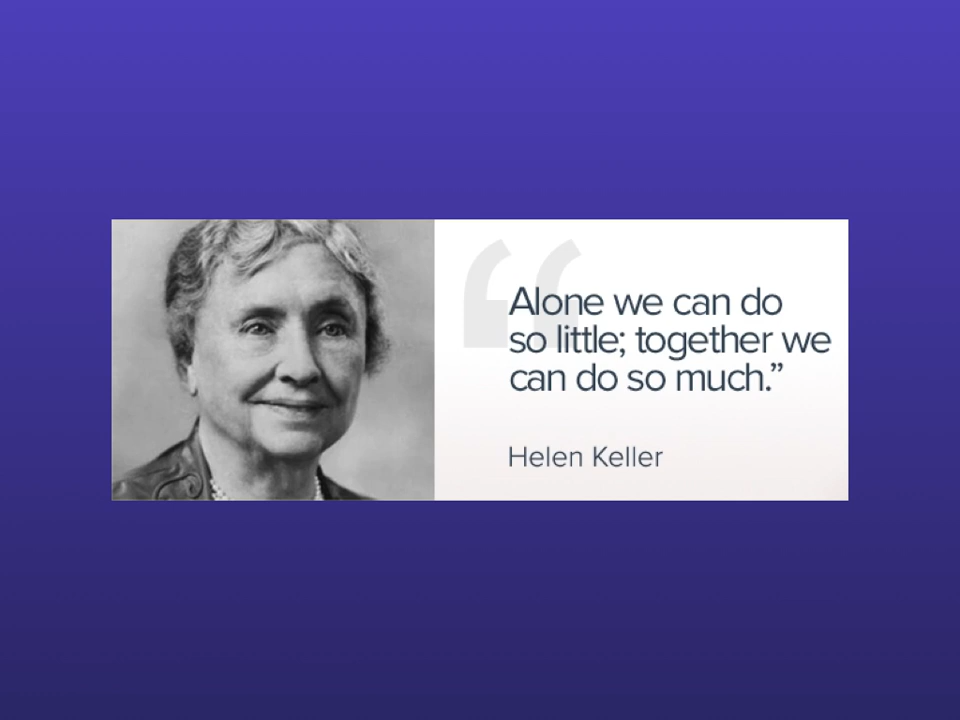 “
Alone we can do
so little; together we
can do so much.”
Helen Keller